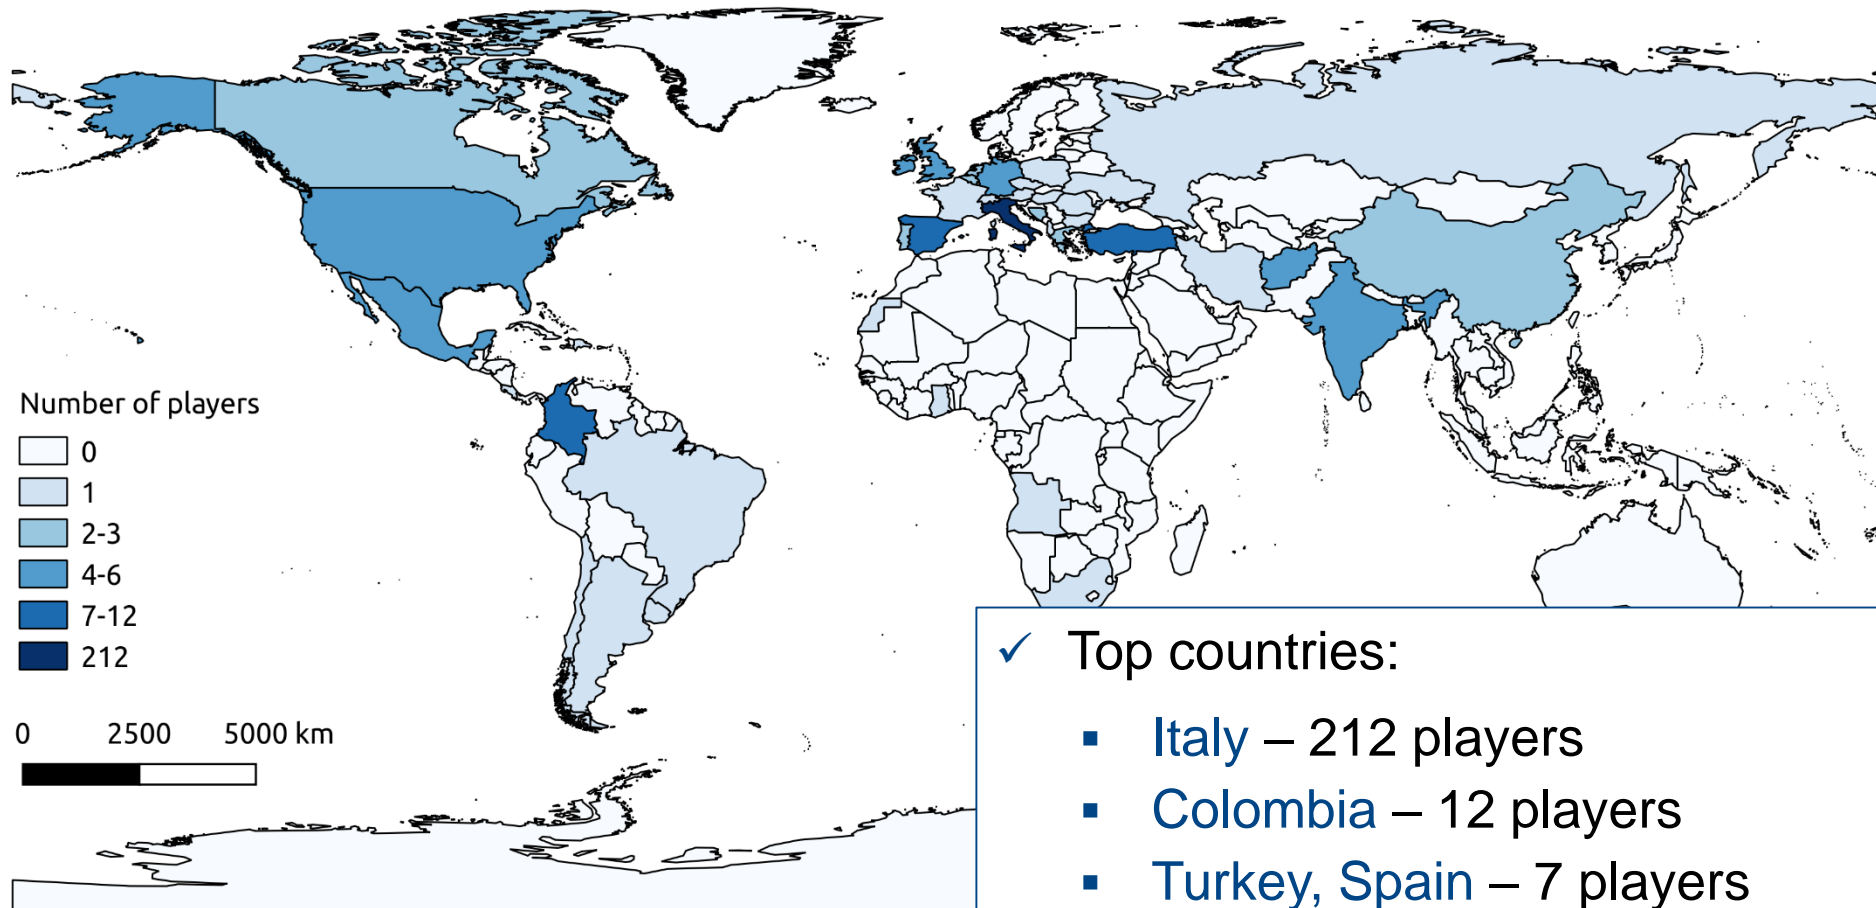 Number of players
0
1
2-3
4-6
7-12
212
0 2500 5000 km
✓ Top countries:
▪ Italy – 212 players
▪ Colombia – 12 players
▪ Turkey, Spain – 7 players